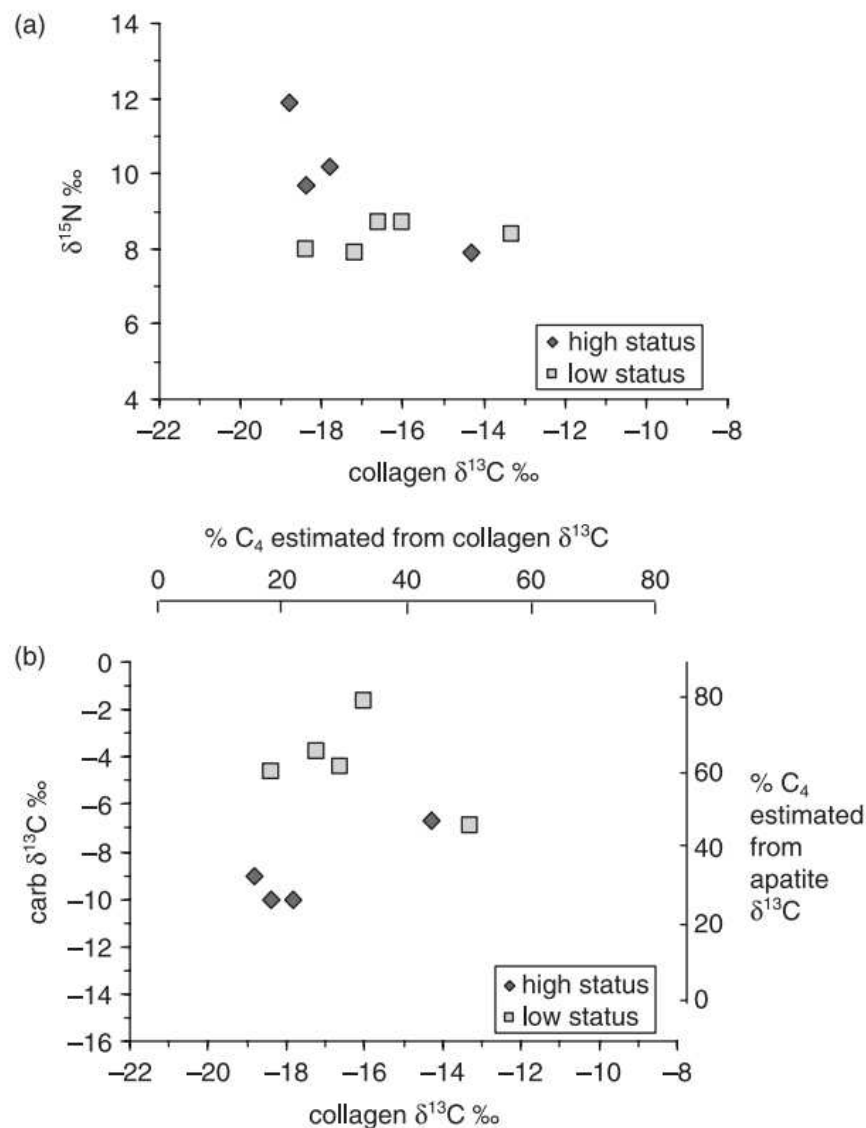 (a)
14
12
10
8
6
4
δ¹⁵N ‰
−22 −20 −18 −16 −14 −12 −10 −8
collagen δ¹³C ‰
high status
low status
% C₄ estimated from collagen δ¹³C
0 20 40 60 80
(b)
0
−2
−4
−6
−8
−10
−12
−14
−16
carb δ¹³C ‰
80
60
40
20
0
% C₄
estimated
from
apatite
δ¹³C
high status
low status
−22 −20 −18 −16 −14 −12 −10 −8
collagen δ¹³C ‰